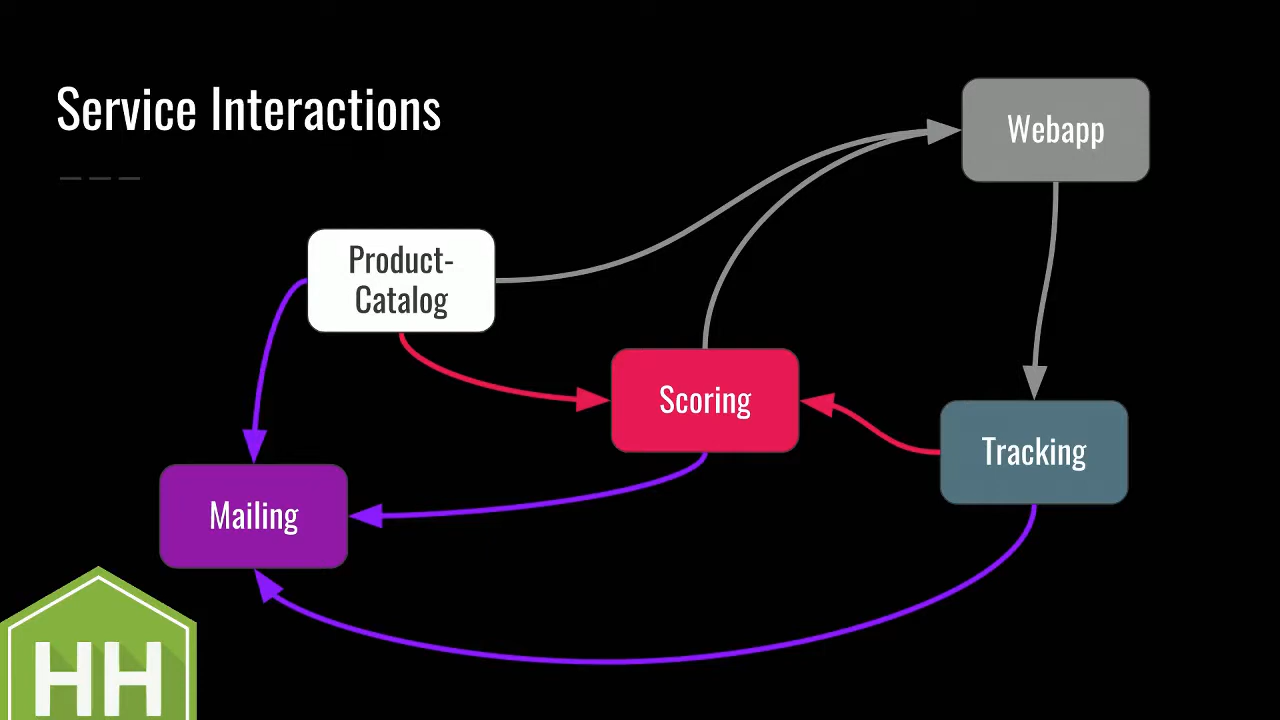 Service Interactions
Webapp
Product-
Catalog
Scoring
Tracking
Mailing
HH